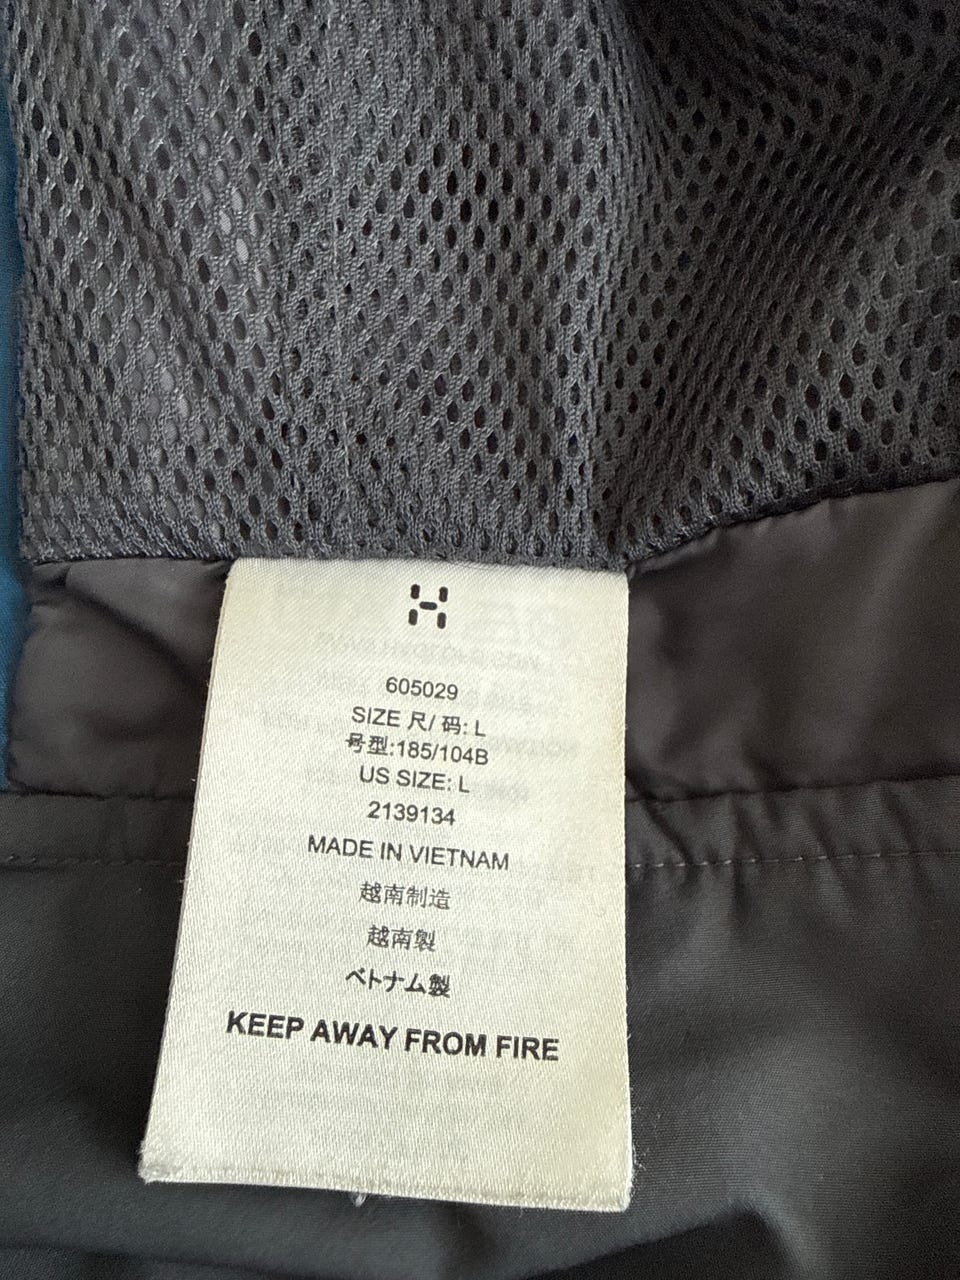 605029
SIZE 尺/ 码: L
号型:185/104B
US SIZE: L
2139134
MADE IN VIETNAM
越南制造
越南製
ベトナム製
KEEP AWAY FROM FIRE